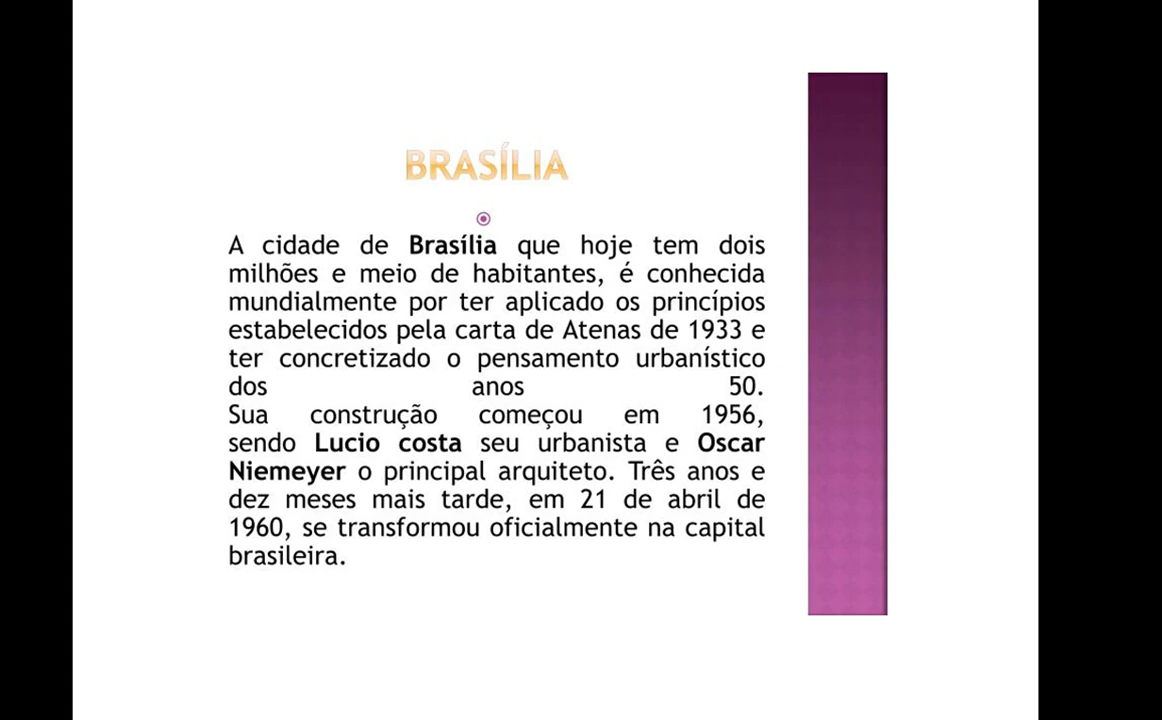 BRASÍLIA
A cidade de Brasília que hoje tem dois
milhões e meio de habitantes, é conhecida
mundialmente por ter aplicado os princípios
estabelecidos pela carta de Atenas de 1933 e
ter concretizado o pensamento urbanístico
dos anos 50.
Sua construção começou em 1956,
sendo Lucio costa seu urbanista e Oscar
Niemeyer o principal arquiteto. Três anos e
dez meses mais tarde, em 21 de abril de
1960, se transformou oficialmente na capital
brasileira.